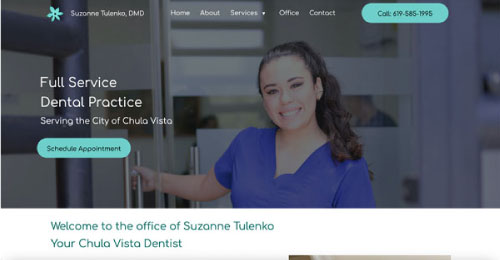 Suzanne Tulenko, DMD
Home About Services Office Contact
Call: 619-585-1995
Full Service
Dental Practice
Serving the City of Chula Vista
Schedule Appointment
Welcome to the office of Suzanne Tulenko
Your Chula Vista Dentist